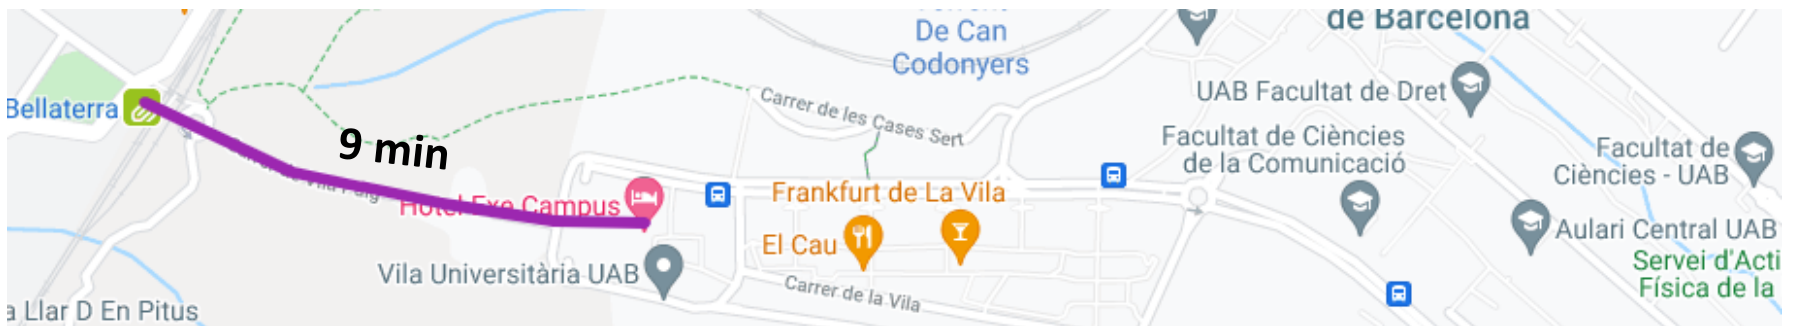 de Barcelona
De Can
Codonyers
UAB Facultat de Dret
Bellaterra
Carrer de les Cases Sert
Facultat de Ciències
de la Comunicació
Facultat de
Ciències - UAB
9 min
Hotel Exe Campus
Frankfurt de La Vila
El Cau
Aulari Central UAB
Vila Universitària UAB
Servei d'Acti
Física de la
Carrer de la Vila
a Llar D En Pitus